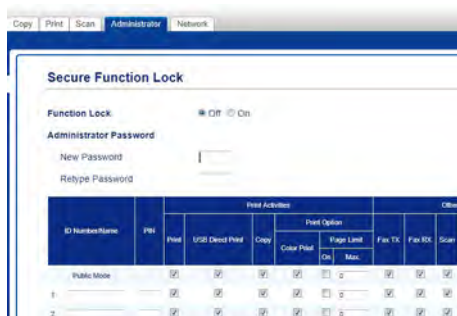 Copy Print Scan Administrator Network
Secure Function Lock
Function Lock Off On
Administrator Password
New Password
Retype Password
Print Activities
Print Option
ID Number/Name PIN Print USB Direct Print Copy Color Print Page Limit Fax TX Fax RX Scan
On Max.
Public Mode 0
1 0
2 0